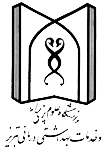 دانشگاه علوم پزشکی
و خدمات بهداشتی درمانی تبریز